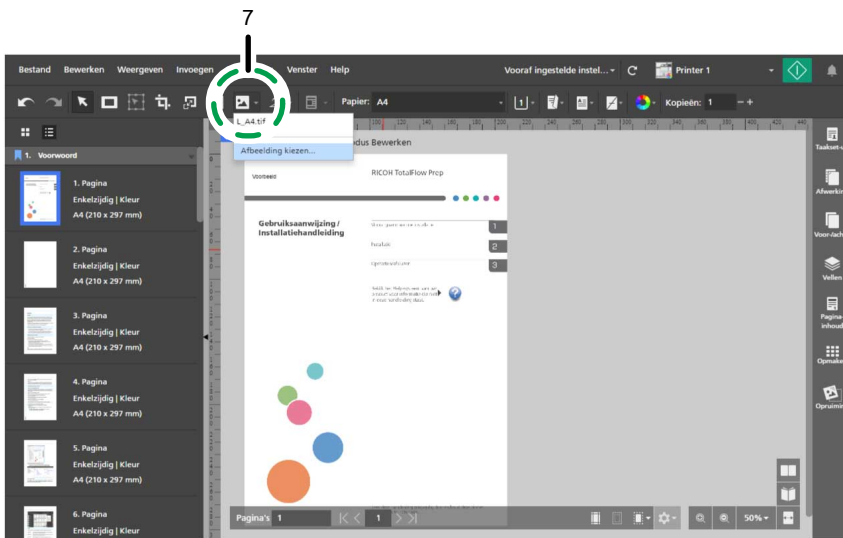 7
Bestand Bewerken Weergeven Invoegen Venster Help Vooraf ingestelde instel... Printer 1
Papier: A4 Kopieën: 1
L_A4.tif
Afbeelding kiezen...
Bewerken
1. Voorwoord
1. Pagina
Enkelzijdig | Kleur
A4 (210 x 297 mm)
2. Pagina
Enkelzijdig | Kleur
A4 (210 x 297 mm)
3. Pagina
Enkelzijdig | Kleur
A4 (210 x 297 mm)
4. Pagina
Enkelzijdig | Kleur
A4 (210 x 297 mm)
5. Pagina
Enkelzijdig | Kleur
A4 (210 x 297 mm)
6. Pagina
Enkelzijdig | Kleur
Voorbeeld
RICOH TotalFlow Prep
Gebruiksaanwijzing /
Installatiehandleiding
1
2
3
Pagina's 1
1
50%
Taakset-u
Afwerkin
Voor-/ach
Vellen
Pagina-
inhoud
Opmake
Opruimin